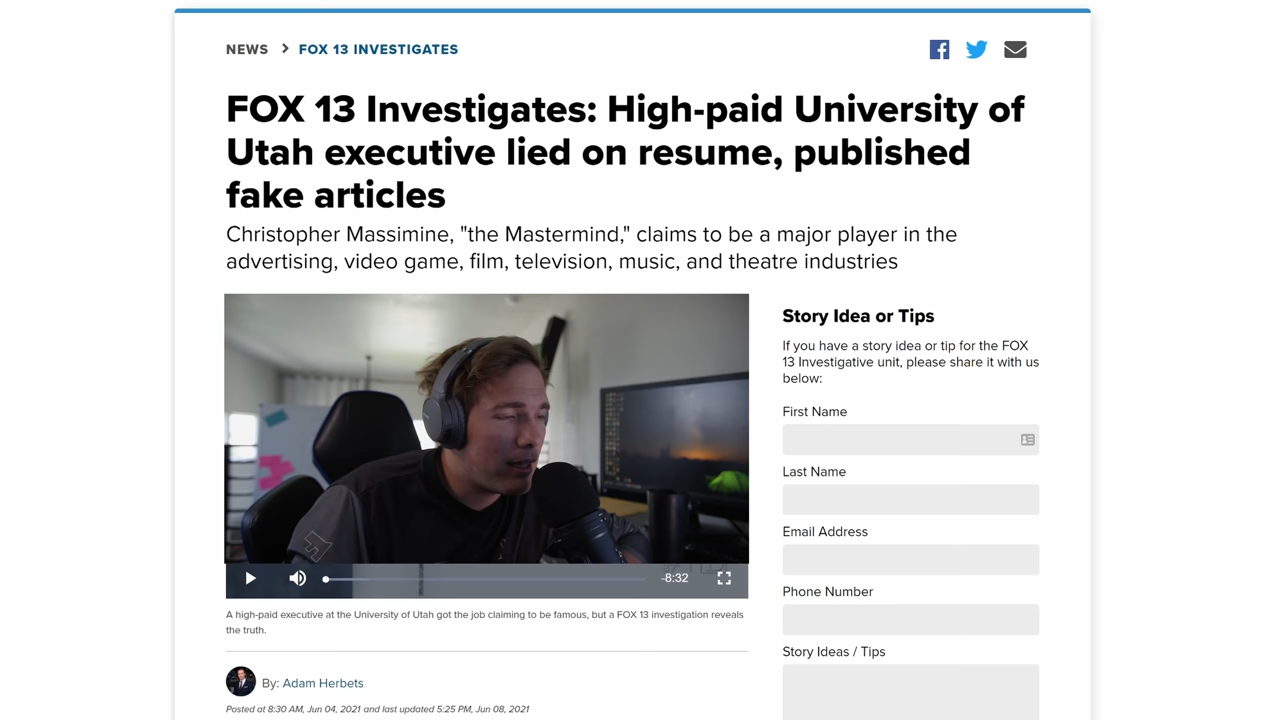 NEWS > FOX 13 INVESTIGATES
FOX 13 Investigates: High-paid University of
Utah executive lied on resume, published
fake articles
Christopher Massimine, "the Mastermind," claims to be a major player in the
advertising, video game, film, television, music, and theatre industries
-8:32
A high-paid executive at the University of Utah got the job claiming to be famous, but a FOX 13 investigation reveals
the truth.
By: Adam Herbets
Posted at 8:30 AM, Jun 04, 2021 and last updated 5:25 PM, Jun 08, 2021
Story Idea or Tips
If you have a story idea or tip for the FOX
13 Investigative unit, please share it with us
below:
First Name
Last Name
Email Address
Phone Number
Story Ideas / Tips